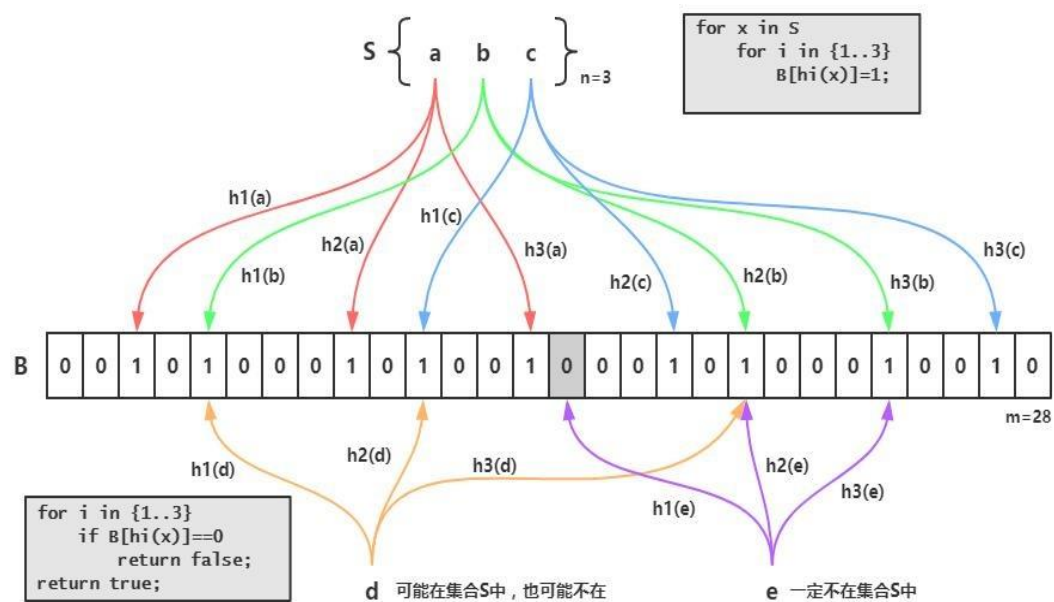 for x in S
for i in {1..3}
B[hi(x)]=1;
S { a b c } n=3
h1(a)
h2(a)
h1(c)
h3(a)
h1(b)
h2(c)
h2(b)
h3(b)
h3(c)
B 0 0 1 0 1 0 0 0 1 0 1 0 0 1 0 0 0 1 0 1 0 0 0 1 0 0 1 0
m=28
h1(d)
h2(d)
h3(d)
h1(e)
h2(e)
h3(e)
for i in {1..3}
if B[hi(x)]==0
return false;
return true;
d 可能在集合S中，也可能不在
e 一定不在集合S中